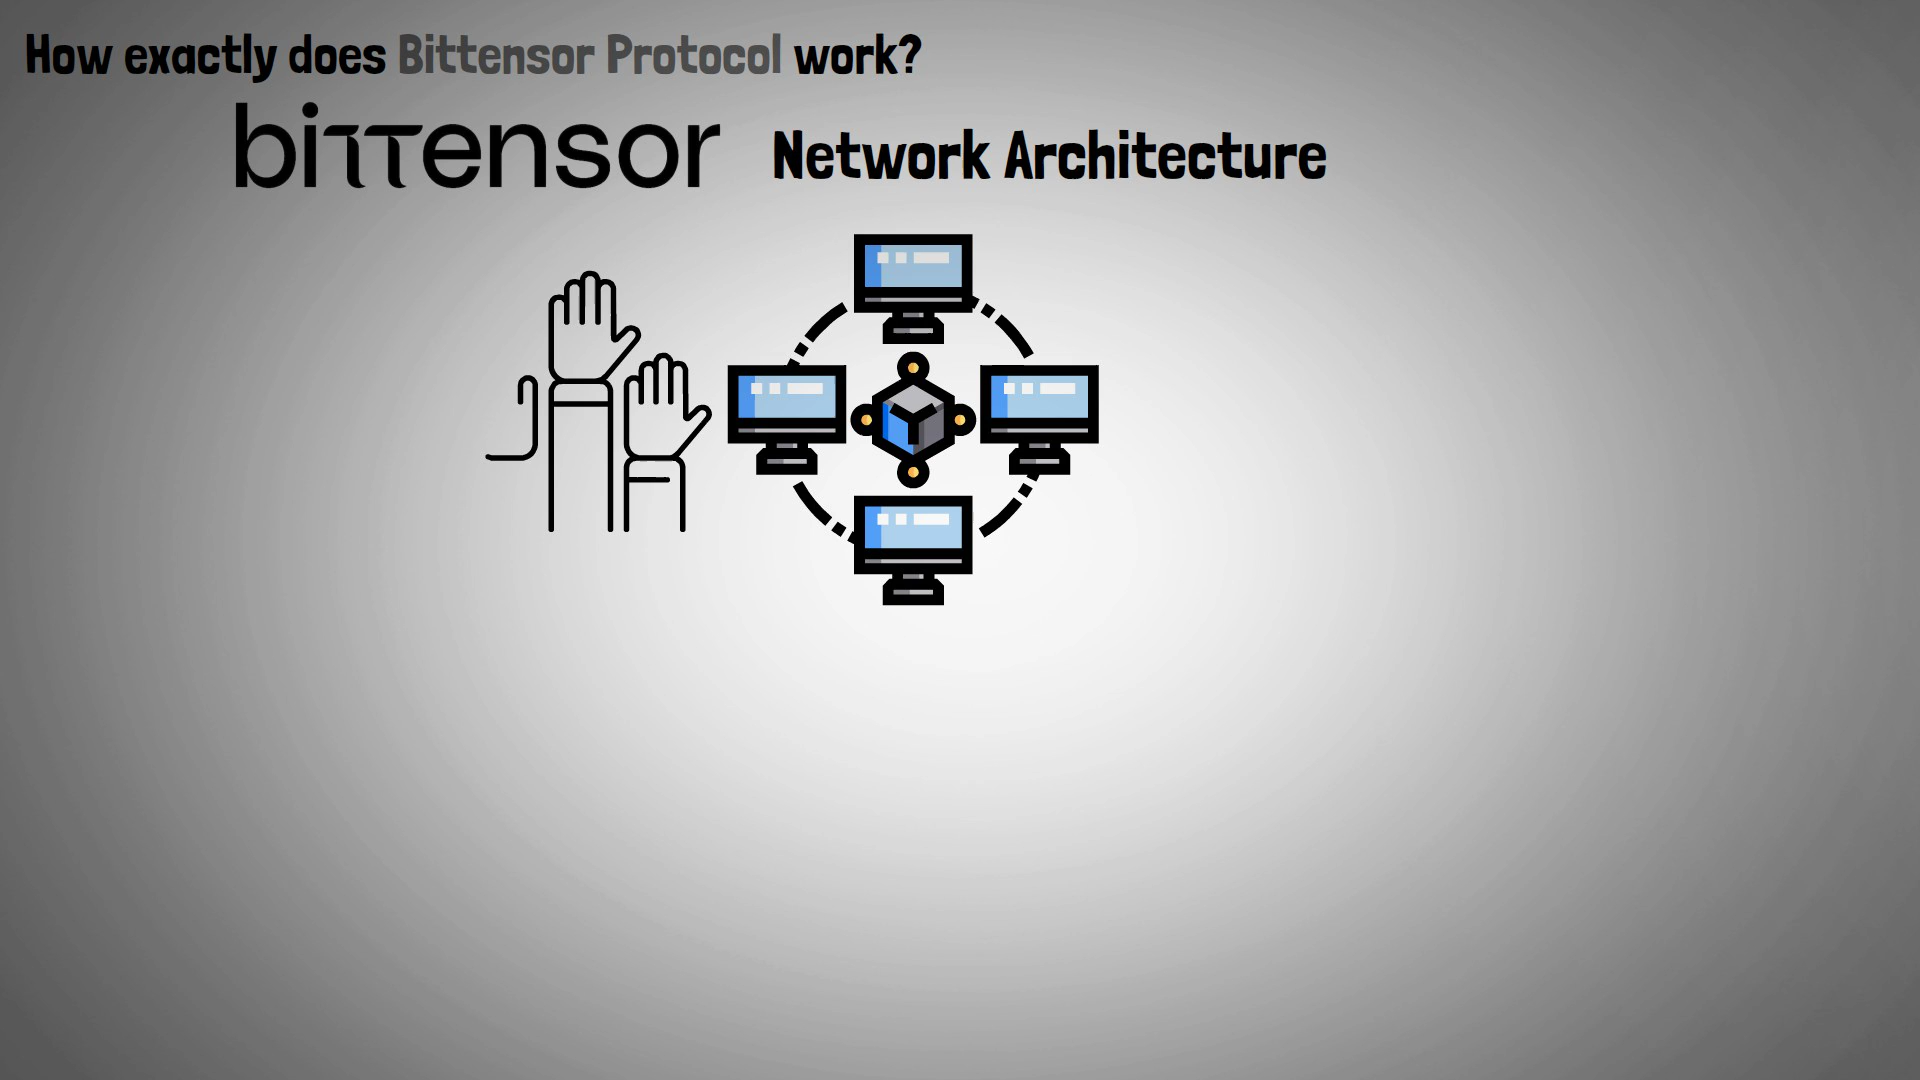 How exactly does Bittensor Protocol work?
bittensor Network Architecture